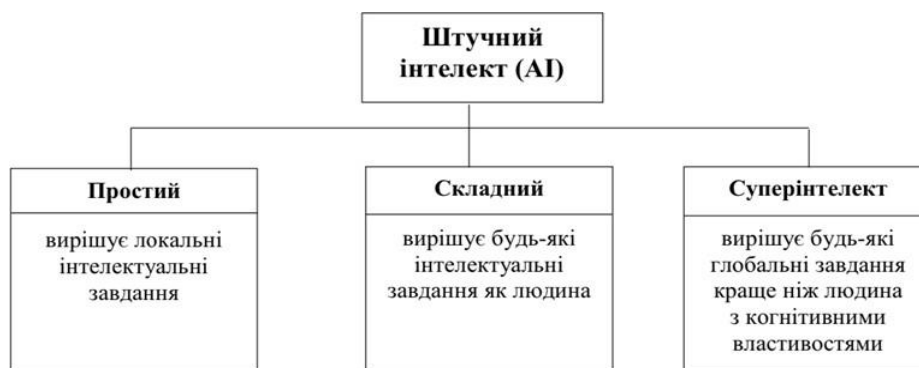 Штучний
інтелект (AI)
Простий
вирішує локальні
інтелектуальні
завдання
Складний
вирішує будь-які
інтелектуальні
завдання як людина
Суперінтелект
вирішує будь-які
глобальні завдання
краще ніж людина
з когнітивними
властивостями